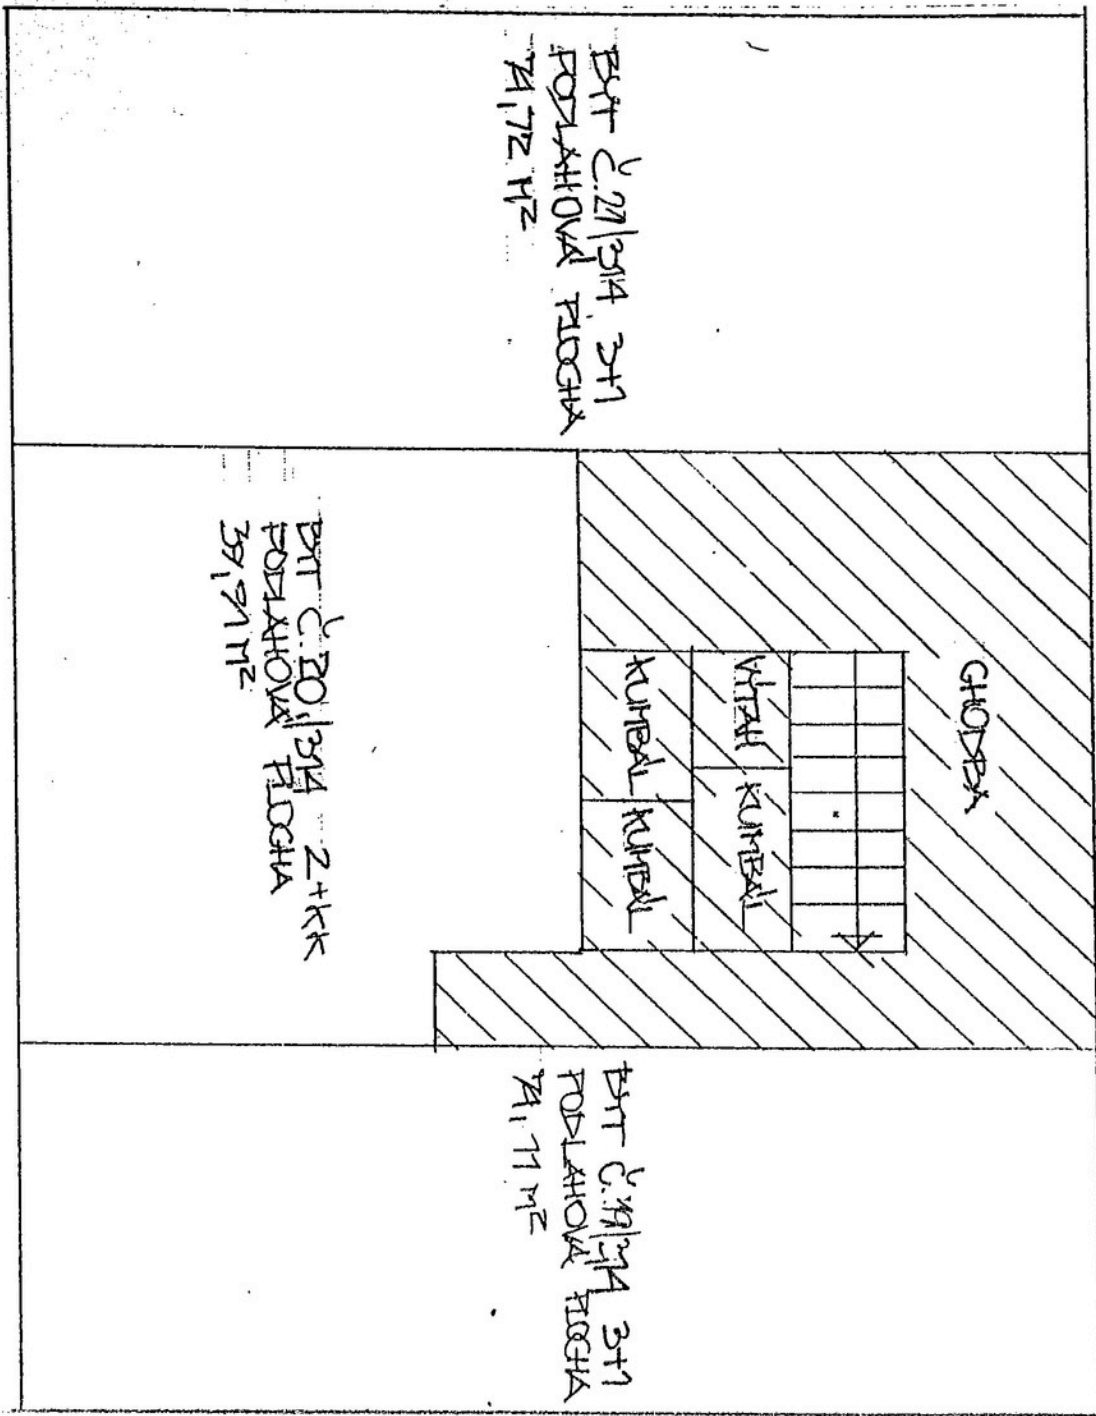 BYT Č.21/314 3+1
PODLAHOVÁ PLOCHA
74,72 M²
CHODBA
VÝTAH
KUMBÁL
KUMBÁL
KUMBÁL
BYT Č.20/314 2+KK
PODLAHOVÁ PLOCHA
39,91 M²
BYT Č.19/314 3+1
PODLAHOVÁ PLOCHA
74,11 M²